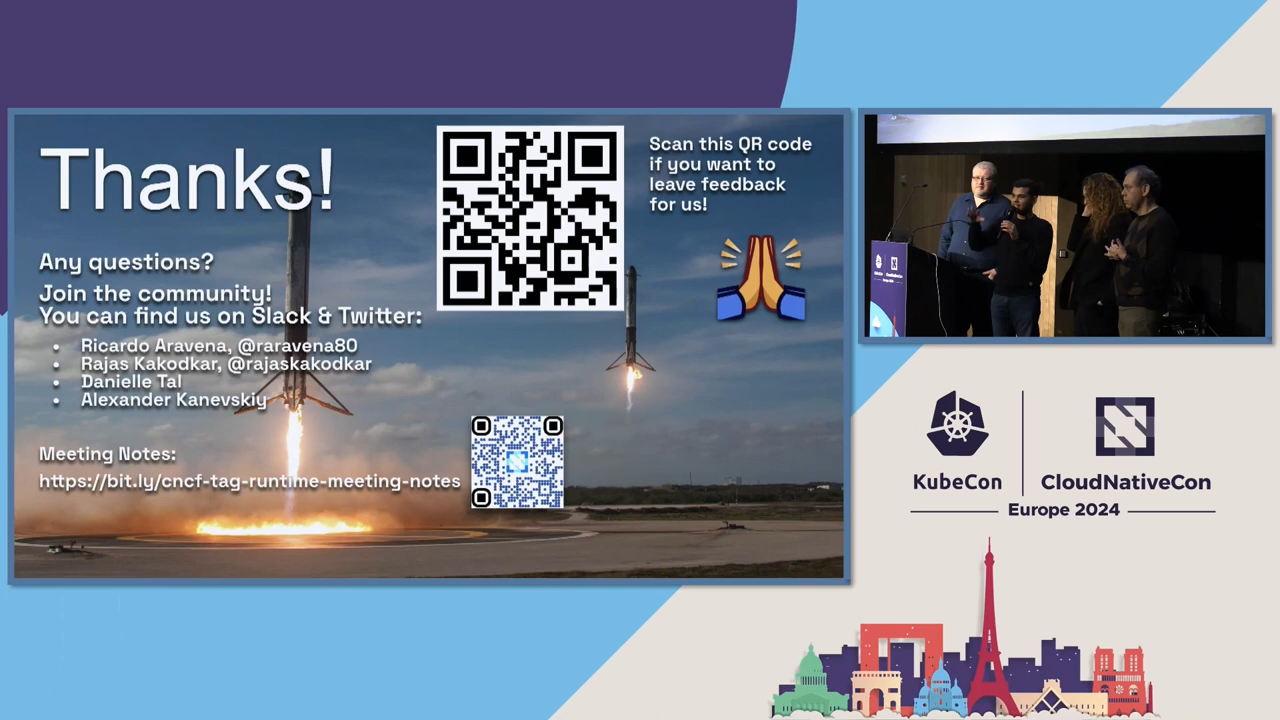 Thanks!
Any questions?
Join the community!
You can find us on Slack & Twitter:
• Ricardo Aravena, @raravena80
• Rajas Kakodkar, @rajaskakodkar
• Danielle Tal
• Alexander Kanevskiy
Meeting Notes:
https://bit.ly/cncf-tag-runtime-meeting-notes
Scan this QR code
if you want to
leave feedback
for us!
KubeCon
CloudNativeCon
Europe 2024